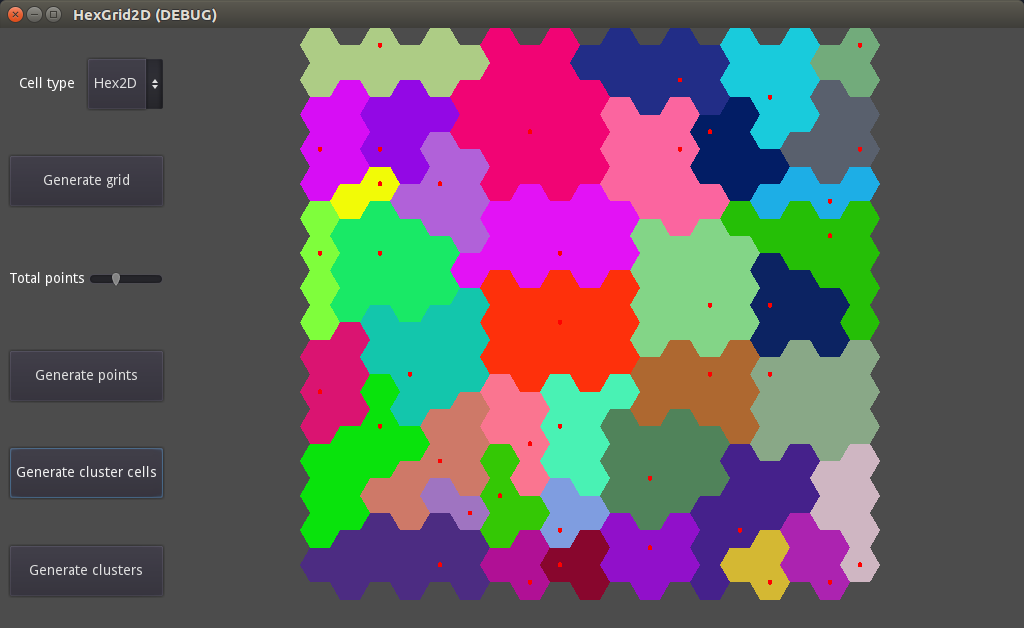 HexGrid2D (DEBUG)
Cell type Hex2D
Generate grid
Total points
Generate points
Generate cluster cells
Generate clusters